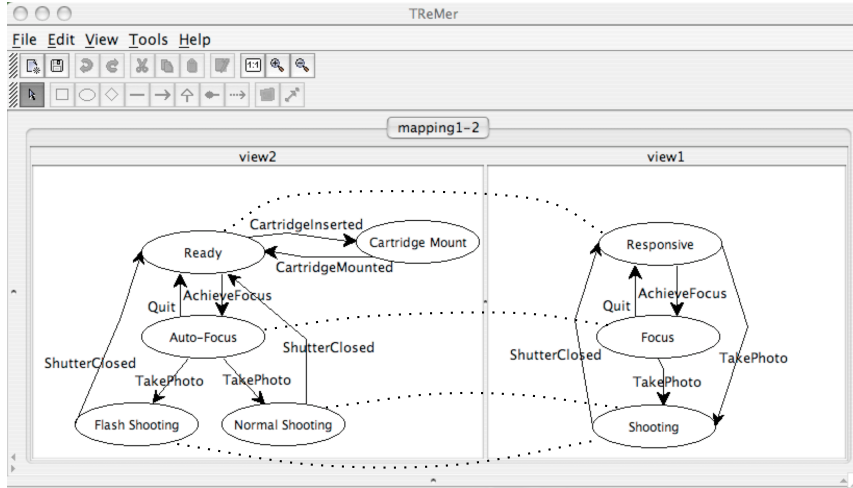 TReMer
File Edit View Tools Help
1:1
mapping1-2
view2
view1
CartridgeInserted
Ready
Cartridge Mount
CartridgeMounted
AchieveFocus
Quit
Auto-Focus
ShutterClosed
ShutterClosed
TakePhoto
TakePhoto
Flash Shooting
Normal Shooting
Responsive
AchieveFocus
Quit
Focus
ShutterClosed
TakePhoto
TakePhoto
Shooting